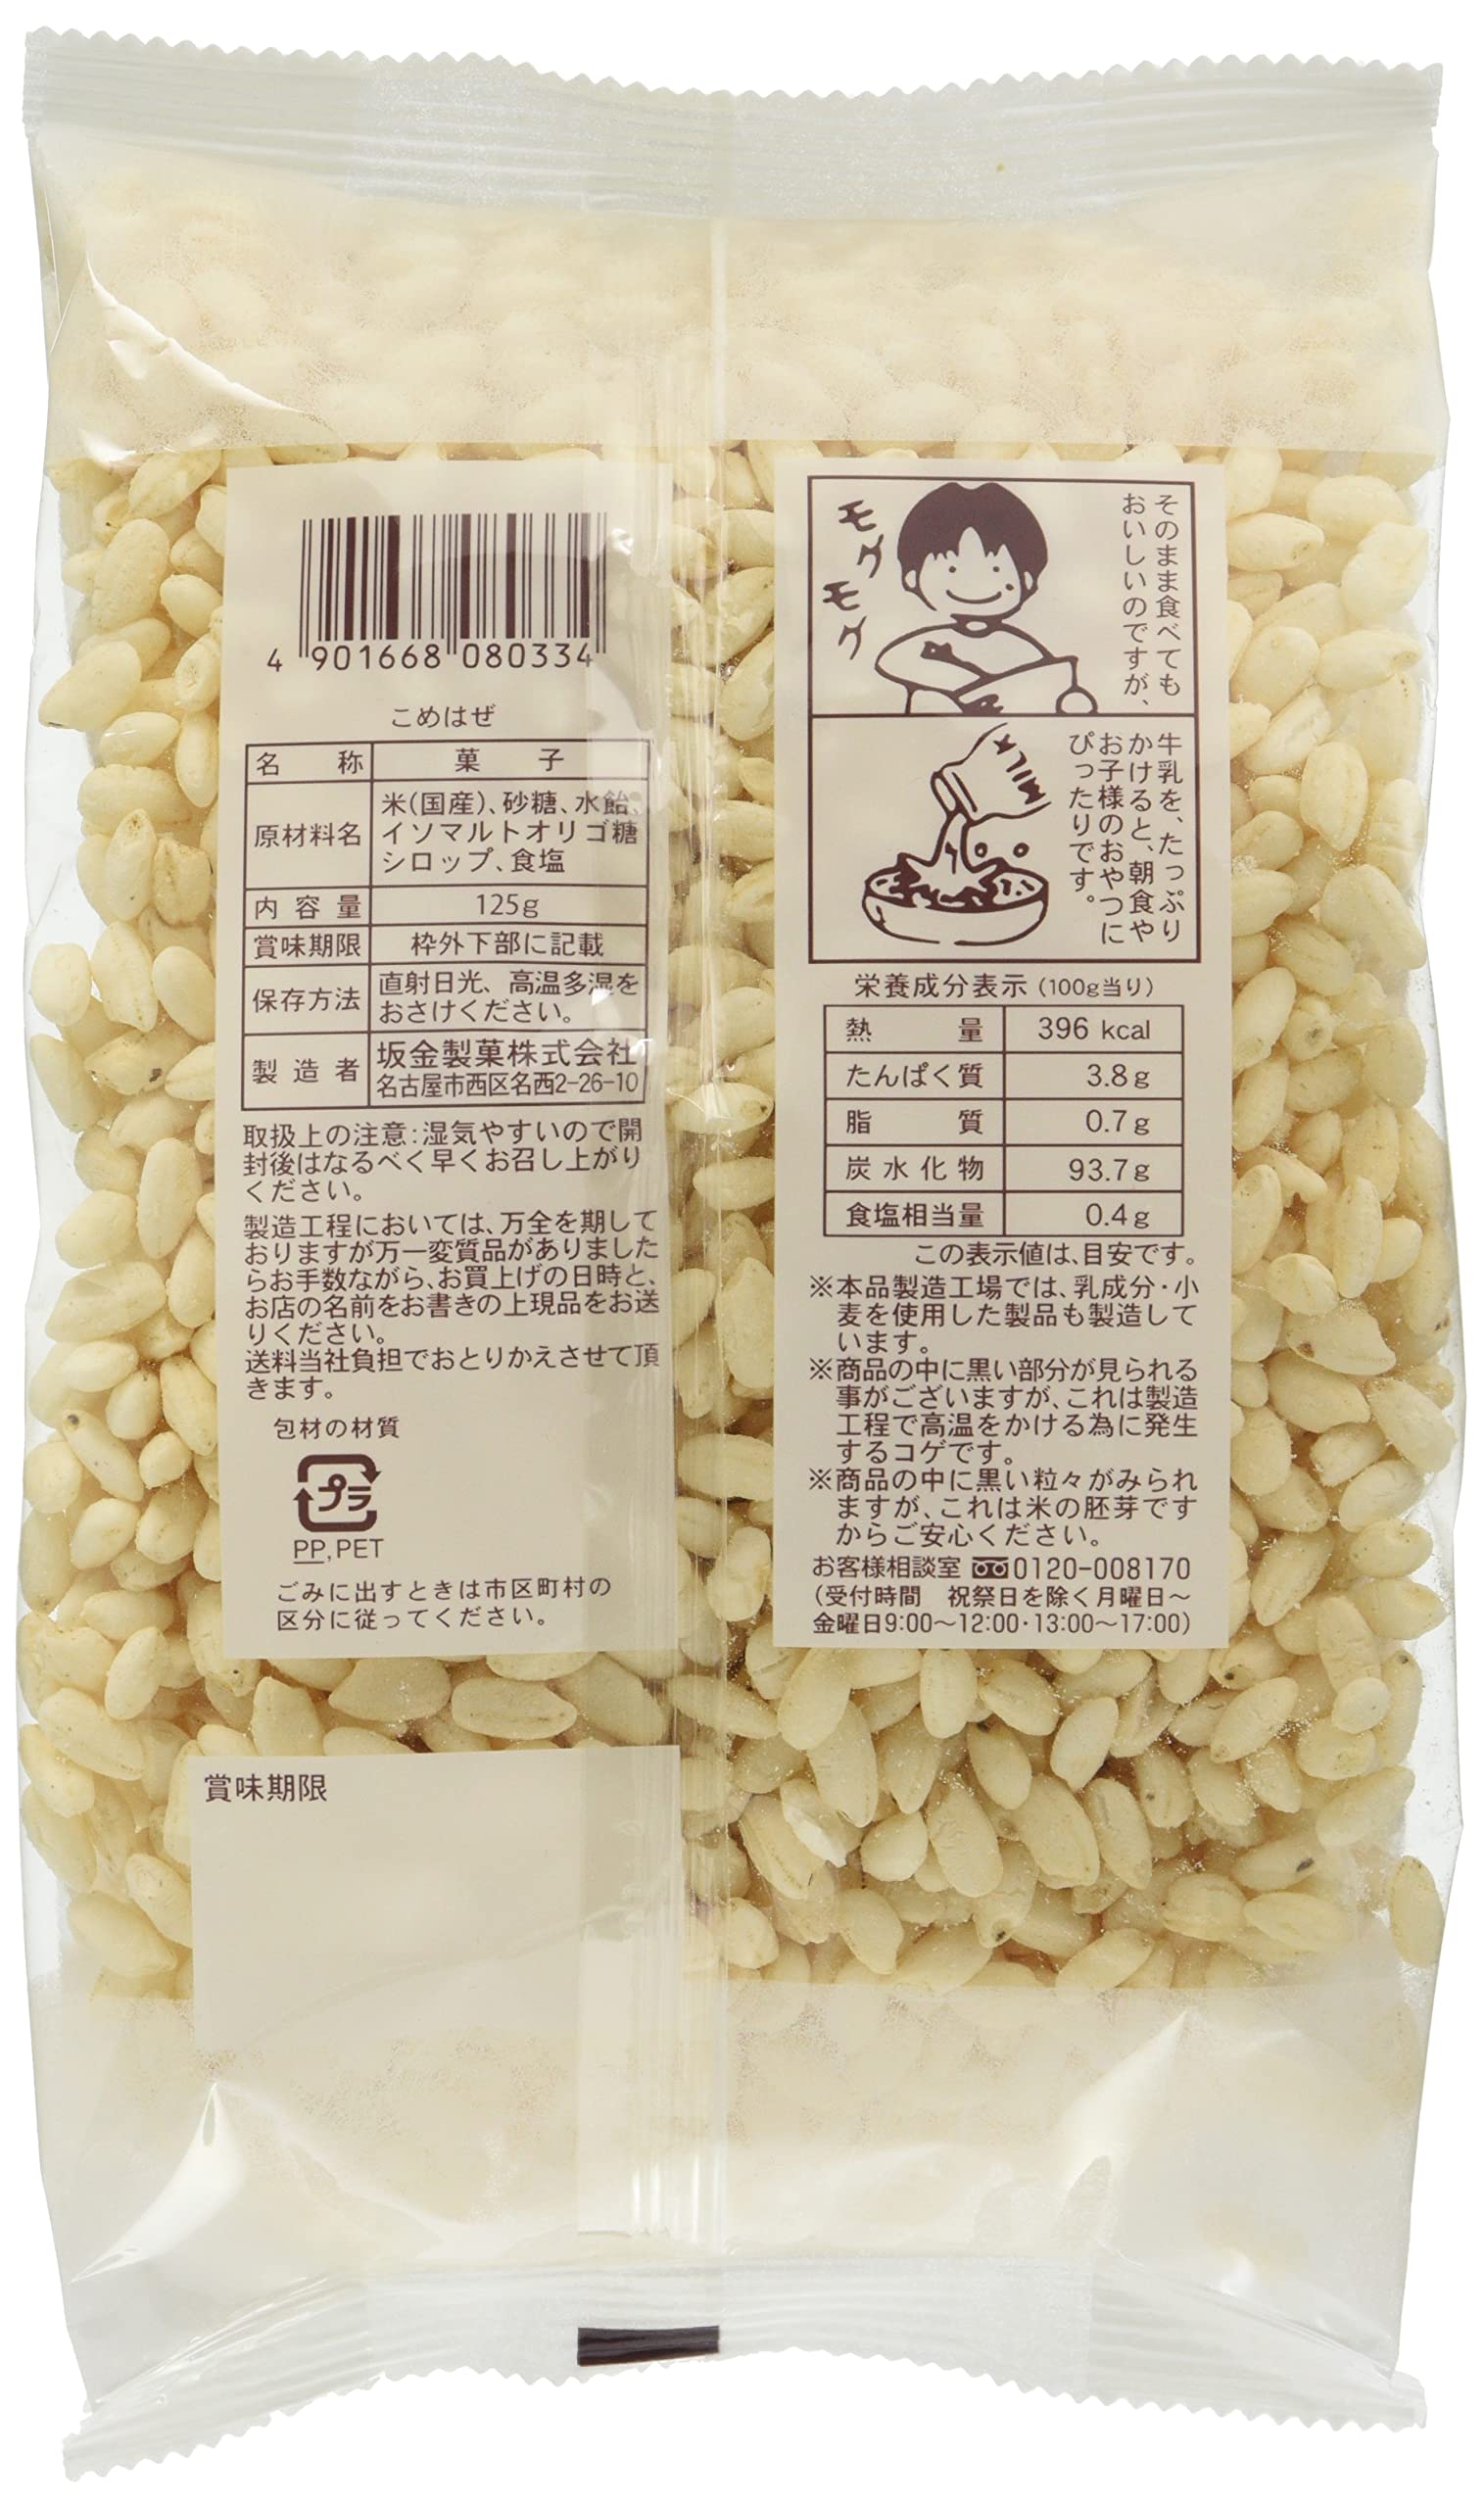 4 901668 080334
こめはぜ
名 称 菓 子
原材料名 米(国産)、砂糖、水飴、
イソマルトオリゴ糖
シロップ、食塩
内容量 125g
賞味期限 枠外下部に記載
保存方法 直射日光、高温多湿を
おさけください。
製造者 坂金製菓株式会社
名古屋市西区名西2-26-10
取扱上の注意:湿気やすいので開
封後はなるべく早くお召し上がり
ください。
製造工程においては、万全を期して
おりますが万一変質品がありました
らお手数ながら、お買上げの日時と、
お店の名前をお書きの上現品をお送
りください。
送料当社負担でおとりかえさせて頂
きます。
包材の材質
プラ
PP,PET
ごみに出すときは市区町村の
区分に従ってください。
賞味期限
そのまま食べても
おいしいのですが、
モグ
モグ
牛乳を、たっぷり
かけると、朝食や
お子様のおやつに
ぴったりです。
MILK
栄養成分表示(100g当り)
熱 量 396 kcal
たんぱく質 3.8g
脂 質 0.7g
炭水化物 93.7g
食塩相当量 0.4g
この表示値は、目安です。
※本品製造工場では、乳成分・小
麦を使用した製品も製造して
います。
※商品の中に黒い部分が見られる
事がございますが、これは製造
工程で高温をかける為に発生
するコゲです。
※商品の中に黒い粒々がみられ
ますが、これは米の胚芽です
からご安心ください。
お客様相談室 0120-008170
(受付時間 祝祭日を除く月曜日~
金曜日9:00~12:00・13:00~17:00)